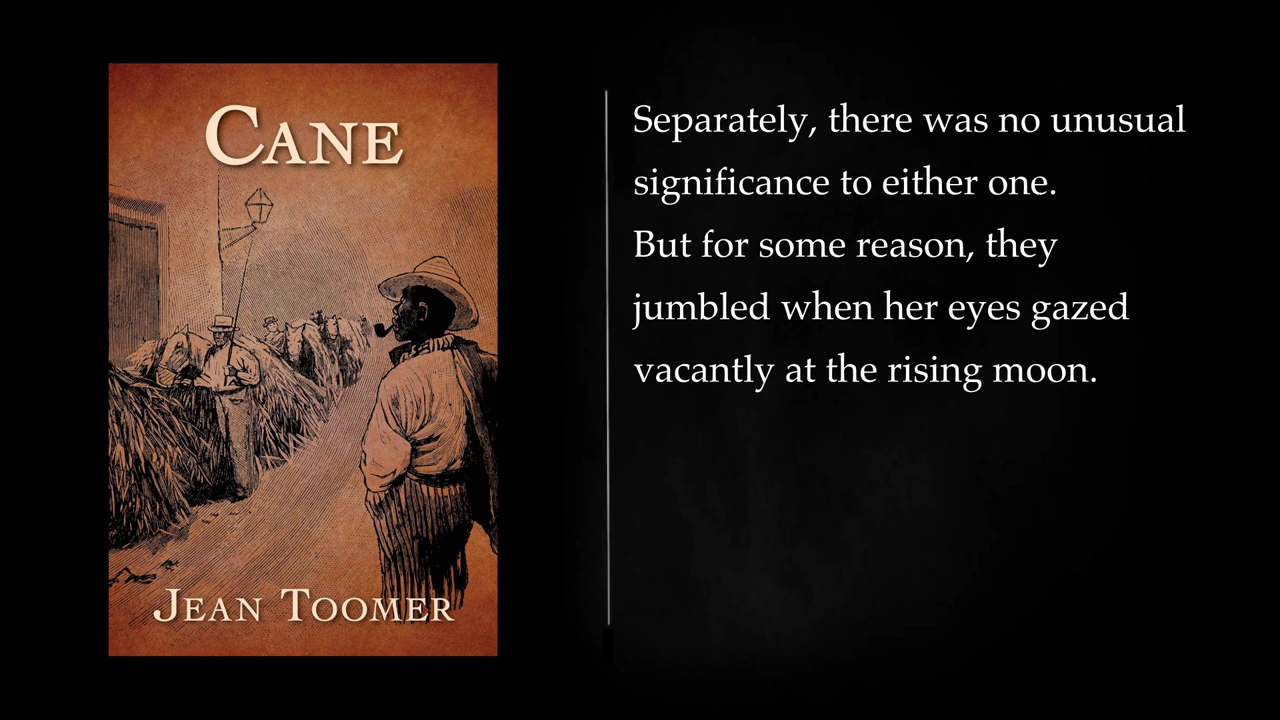 CANE
JEAN TOOMER
Separately, there was no unusual
significance to either one.
But for some reason, they
jumbled when her eyes gazed
vacantly at the rising moon.